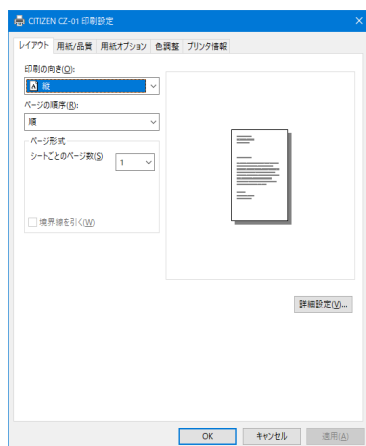 CITIZEN CZ-01 印刷設定
レイアウト 用紙/品質 用紙オプション 色調整 プリンタ情報
印刷の向き(O):
A 縦
ページの順序(R):
順
ページ形式
シートごとのページ数(S) 1
境界線を引く(W)
詳細設定(V)...
OK キャンセル 適用(A)